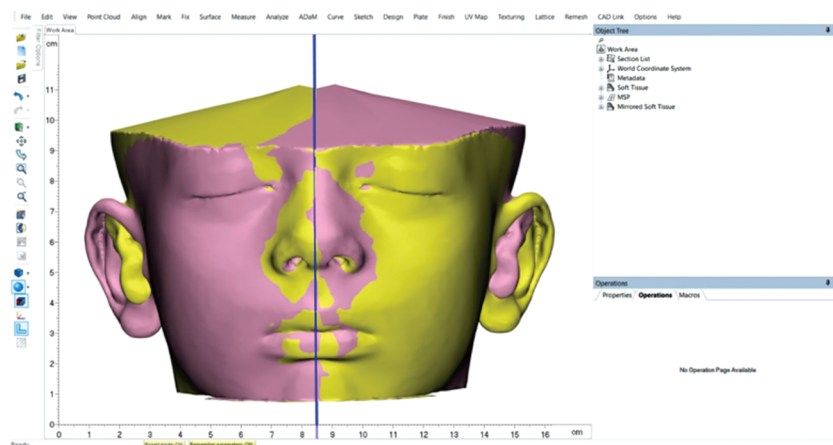 File Edit View Point Cloud Align Mark Fix Surface Measure Analyze ADaM Curve Sketch Design Plate Finish UV Map Texturing Lattice Remesh CAD Link Options Help
Work Area
Filter Options
cm
11
10
9
8
7
6
5
4
3
2
1
0
0 1 2 3 4 5 6 7 8 9 10 11 12 13 14 15 16 cm
Object Tree
Work Area
Section List
World Coordinate System
Metadata
Soft Tissue
MSP
Mirrored Soft Tissue
Operations
Properties Operations Macros
No Operation Page Available